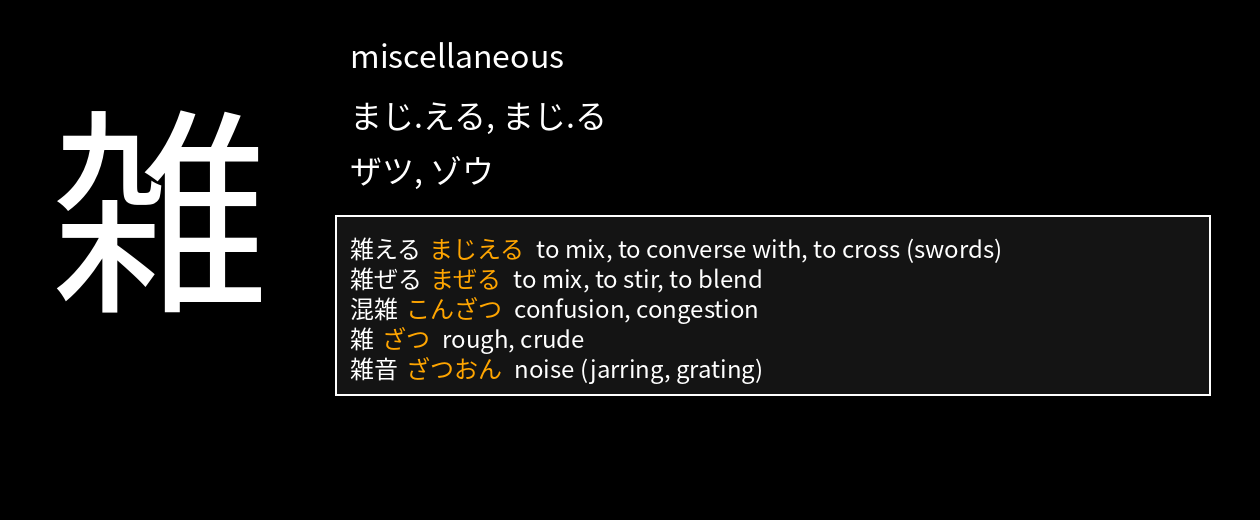 雑
miscellaneous
まじ.える, まじ.る
ザツ, ゾウ
雑える まじえる to mix, to converse with, to cross (swords)
雑ぜる まぜる to mix, to stir, to blend
混雑 こんざつ confusion, congestion
雑 ざつ rough, crude
雑音 ざつおん noise (jarring, grating)